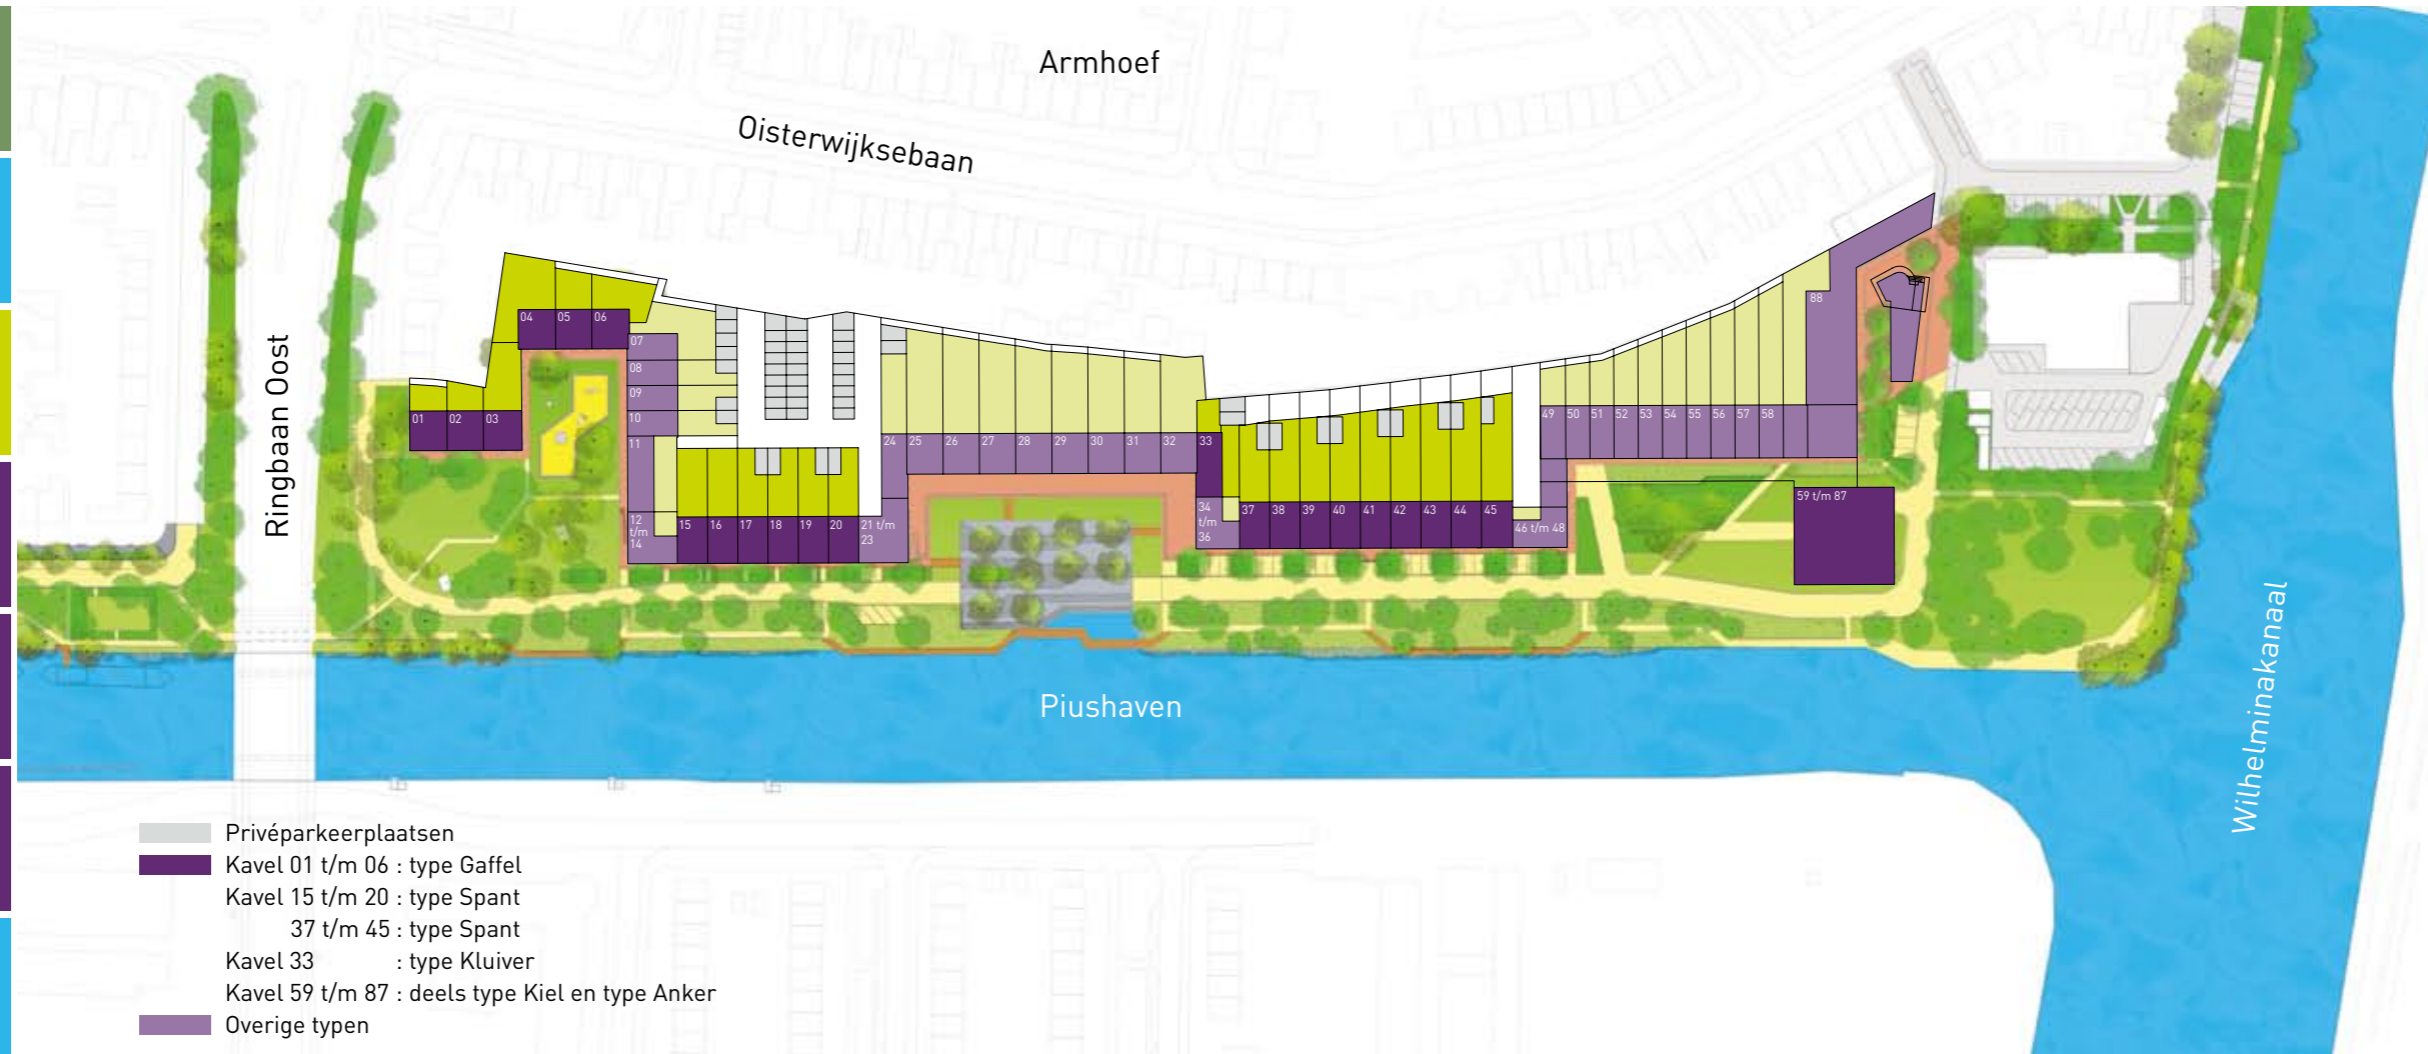 Armhoef
Oisterwijksebaan
Ringbaan Oost
04 05 06
07
08
09
10
11
12
t/m
14
01 02 03
15 16 17 18 19 20 21 t/m
23
24 25 26 27 28 29 30 31 32 33
34
t/m
36
37 38 39 40 41 42 43 44 45 46 t/m 48
49 50 51 52 53 54 55 56 57 58
88
59 t/m 87
Piushaven
Wilhelminakanaal
Privéparkeerplaatsen
Kavel 01 t/m 06 : type Gaffel
Kavel 15 t/m 20 : type Spant
37 t/m 45 : type Spant
Kavel 33 : type Kluiver
Kavel 59 t/m 87 : deels type Kiel en type Anker
Overige typen